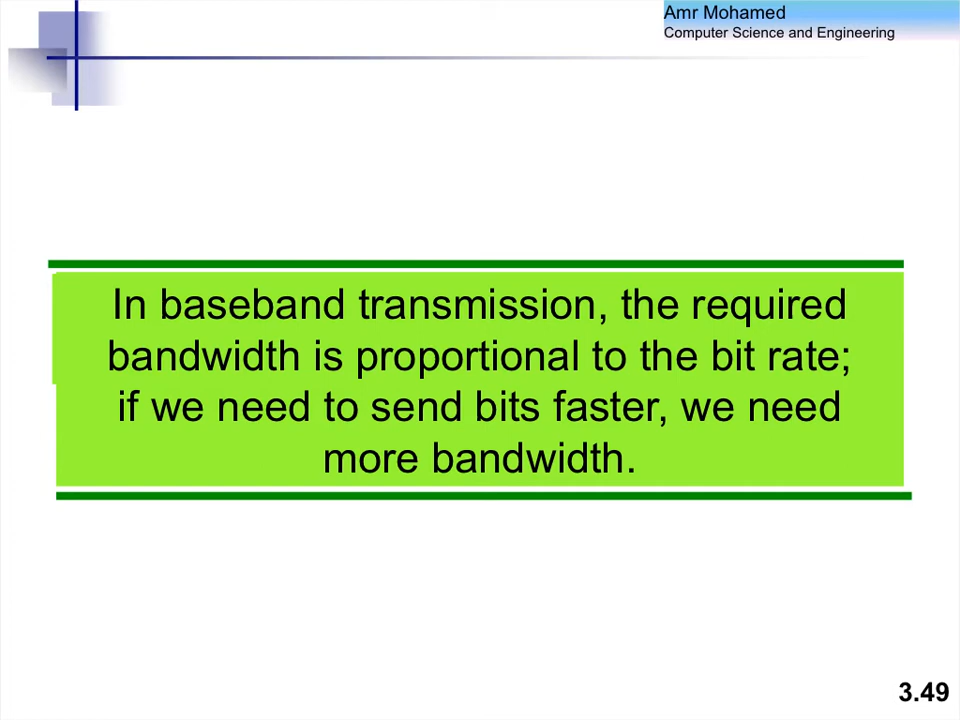 Amr Mohamed
Computer Science and Engineering
In baseband transmission, the required
bandwidth is proportional to the bit rate;
if we need to send bits faster, we need
more bandwidth.
3.49